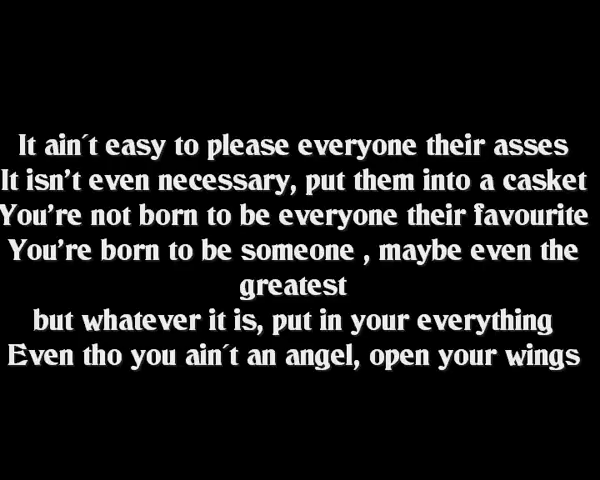 It ain´t easy to please everyone their asses
It isn't even necessary, put them into a casket
You're not born to be everyone their favourite
You're born to be someone , maybe even the
greatest
but whatever it is, put in your everything
Even tho you ain´t an angel, open your wings